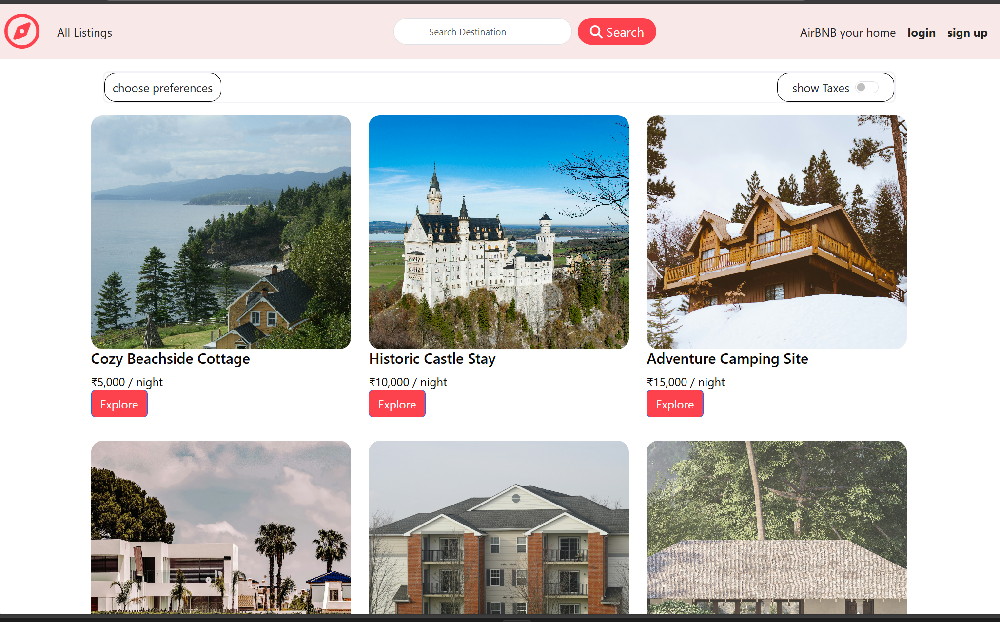 All Listings
Search Destination
Search
AirBNB your home
login
sign up
choose preferences
show Taxes
Cozy Beachside Cottage
₹5,000 / night
Explore
Historic Castle Stay
₹10,000 / night
Explore
Adventure Camping Site
₹15,000 / night
Explore